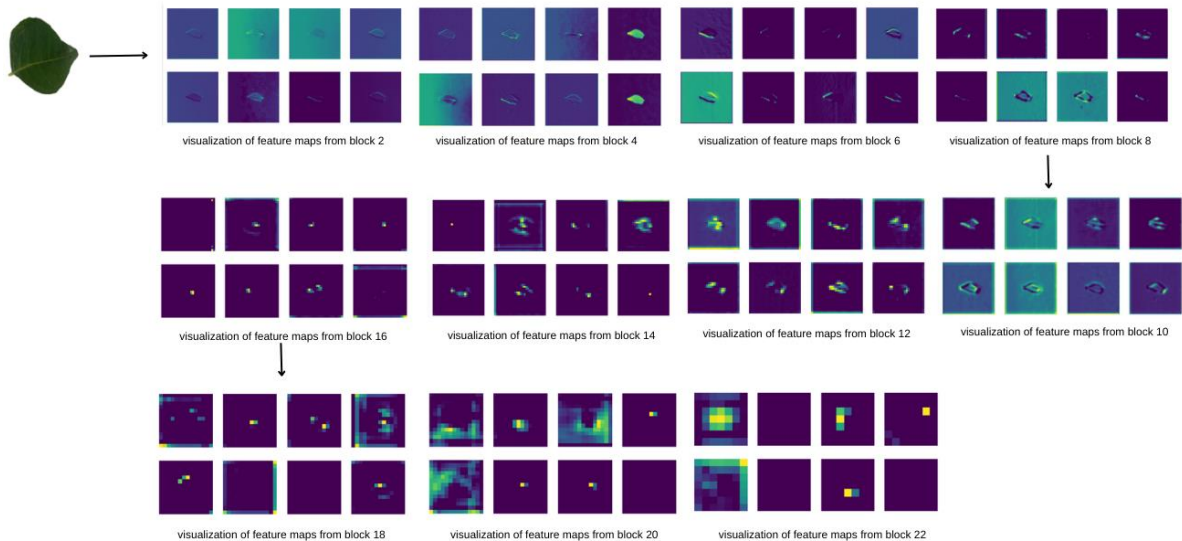 visualization of feature maps from block 2
visualization of feature maps from block 4
visualization of feature maps from block 6
visualization of feature maps from block 8
visualization of feature maps from block 16
visualization of feature maps from block 14
visualization of feature maps from block 12
visualization of feature maps from block 10
visualization of feature maps from block 18
visualization of feature maps from block 20
visualization of feature maps from block 22